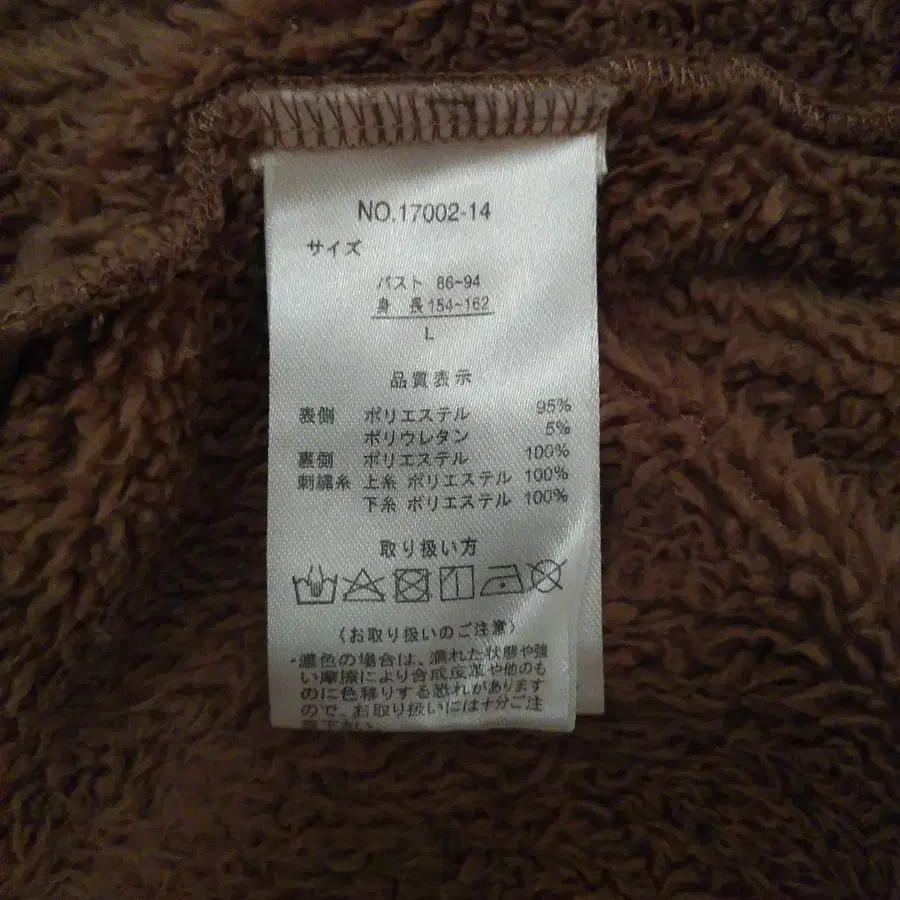 NO.17002-14
サイズ
バスト 86~94
身 長 154~162
L
品質表示
表側 ポリエステル 95%
ポリウレタン 5%
裏側 ポリエステル 100%
刺繍糸 上糸 ポリエステル 100%
下糸 ポリエステル 100%
取り扱い方
〈お取り扱いのご注意〉
濃色の場合は、濡れた状態や強
い摩擦により合成皮革や他のも
のに色移りする恐れがあります
ので、お取り扱いには十分ご注
意下さい